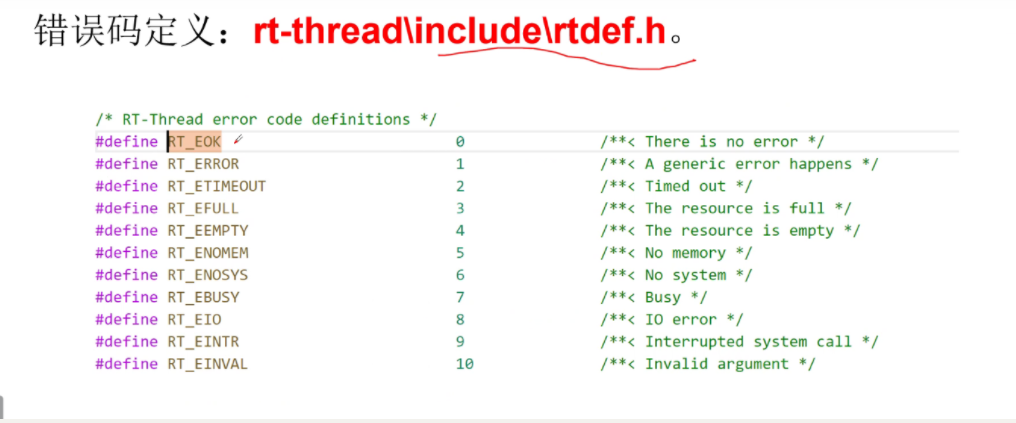 错误码定义：rt-thread\include\rtdef.h。
/* RT-Thread error code definitions */
#define RT_EOK 0 /**< There is no error */
#define RT_ERROR 1 /**< A generic error happens */
#define RT_ETIMEOUT 2 /**< Timed out */
#define RT_EFULL 3 /**< The resource is full */
#define RT_EEMPTY 4 /**< The resource is empty */
#define RT_ENOMEM 5 /**< No memory */
#define RT_ENOSYS 6 /**< No system */
#define RT_EBUSY 7 /**< Busy */
#define RT_EIO 8 /**< IO error */
#define RT_EINTR 9 /**< Interrupted system call */
#define RT_EINVAL 10 /**< Invalid argument */